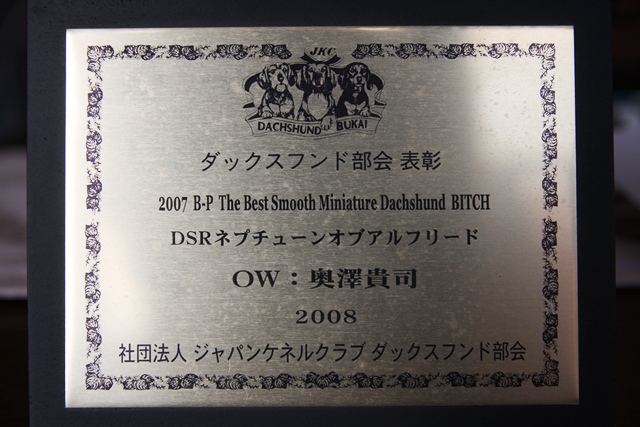 JKC
DACHSHUND BUKAI
ダックスフンド部会 表彰
2007 B-P The Best Smooth Miniature Dachshund BITCH
DSRネプチューンオブアルフリード
OW：奥澤貴司
2008
社団法人 ジャパンケネルクラブ ダックスフンド部会